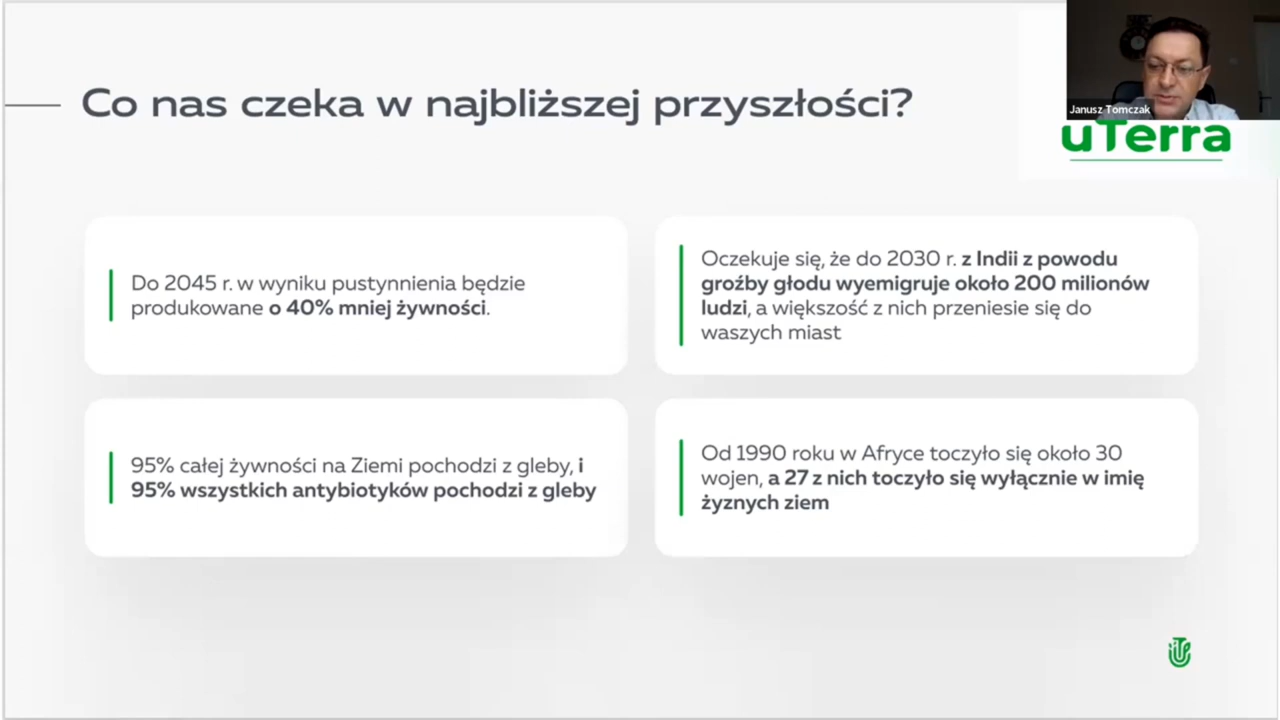 Co nas czeka w najbliższej przyszłości?
Janusz Tomczak
uTerra
Do 2045 r. w wyniku pustynnienia będzie
produkowane o 40% mniej żywności.
Oczekuje się, że do 2030 r. z Indii z powodu
groźby głodu wyemigruje około 200 milionów
ludzi, a większość z nich przeniesie się do
waszych miast
95% całej żywności na Ziemi pochodzi z gleby, i
95% wszystkich antybiotyków pochodzi z gleby
Od 1990 roku w Afryce toczyło się około 30
wojen, a 27 z nich toczyło się wyłącznie w imię
żyznych ziem